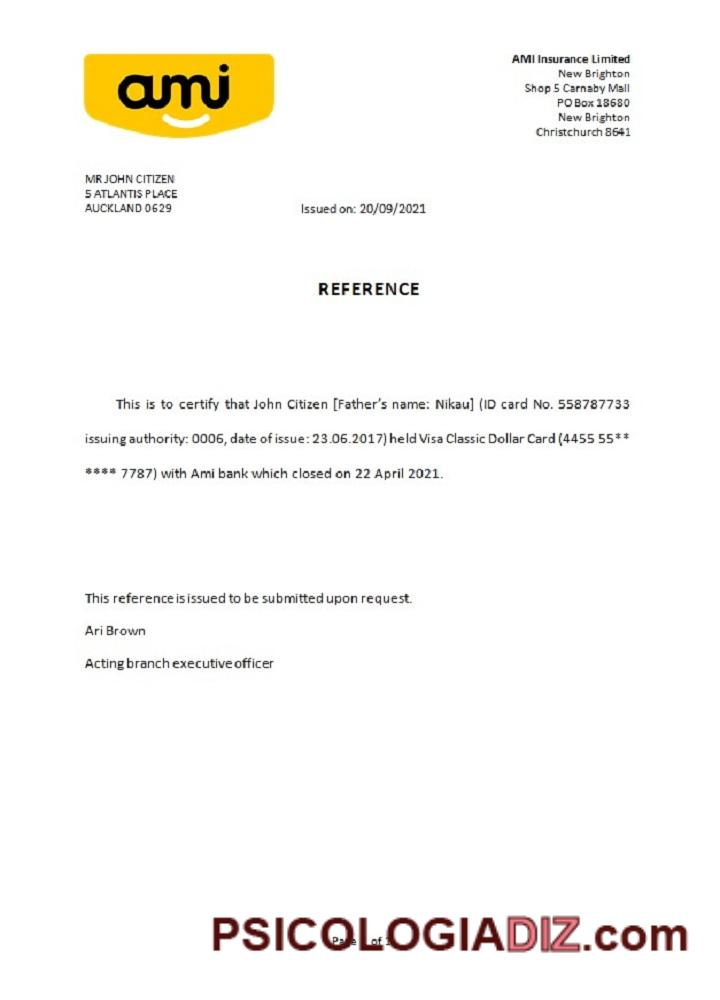 ami
AMI Insurance Limited
New Brighton
Shop 5 Carnaby Mall
PO Box 18680
New Brighton
Christchurch 8641
MR JOHN CITIZEN
5 ATLANTIS PLACE
AUCKLAND 0629
Issued on: 20/09/2021
REFERENCE
This is to certify that John Citizen [Father's name: Nikau] (ID card No. 558787733
issuing authority: 0006, date of issue: 23.06.2017) held Visa Classic Dollar Card (4455 55**
**** 7787) with Ami bank which closed on 22 April 2021.
This reference is issued to be submitted upon request.
Ari Brown
Acting branch executive officer
Page 1 of 1
PSICOLOGIADIZ.com